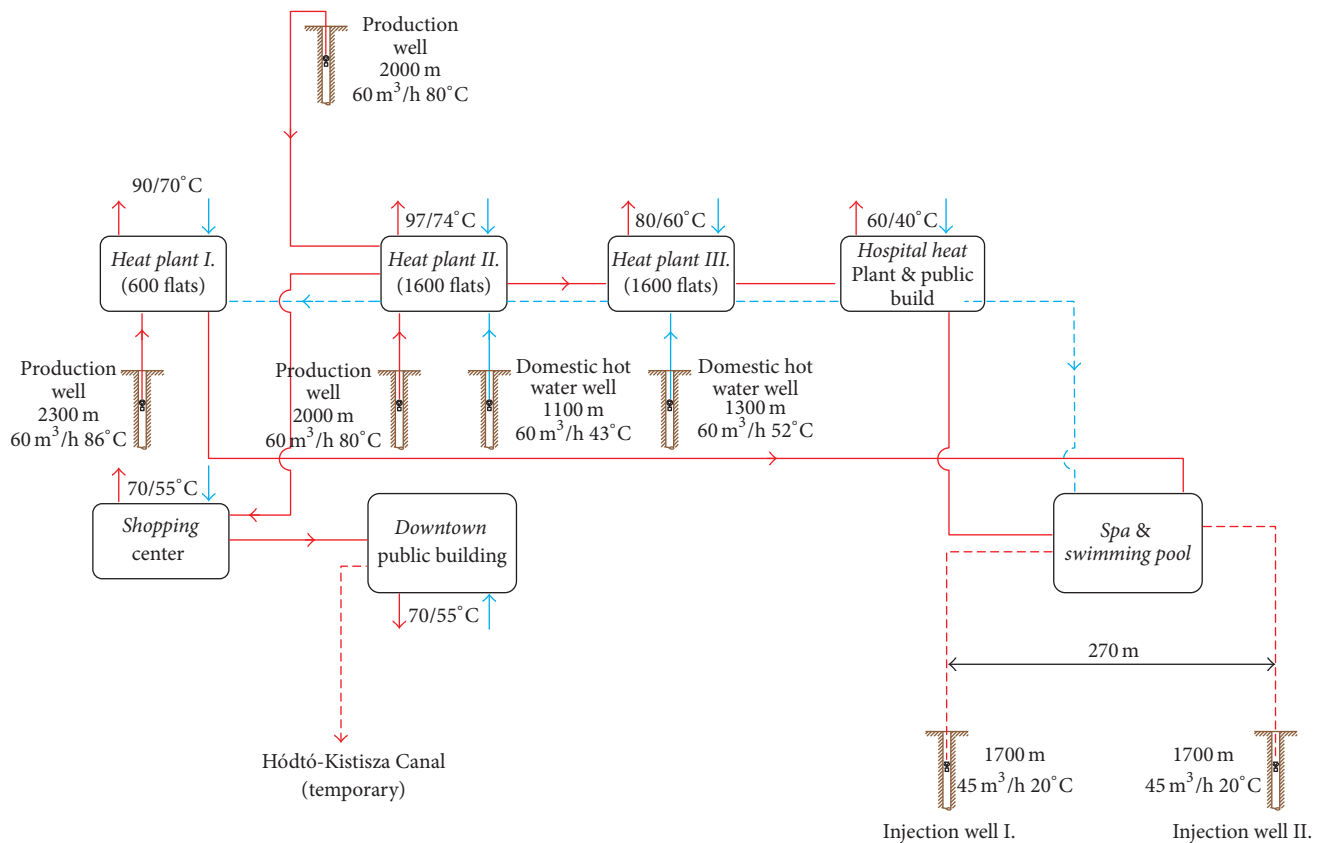 Production
well
2000 m
60 m³/h 80°C
90/70°C
97/74°C
80/60°C
60/40°C
Heat plant I.
(600 flats)
Heat plant II.
(1600 flats)
Heat plant III.
(1600 flats)
Hospital heat
Plant & public
build
Production
well
2300 m
60 m³/h 86°C
Production
well
2000 m
60 m³/h 80°C
Domestic hot
water well
1100 m
60 m³/h 43°C
Domestic hot
water well
1300 m
60 m³/h 52°C
70/55°C
Shopping
center
Downtown
public building
70/55°C
Spa &
swimming pool
270 m
Hódtó-Kistisza Canal
(temporary)
1700 m
45 m³/h 20°C
Injection well I.
1700 m
45 m³/h 20°C
Injection well II.